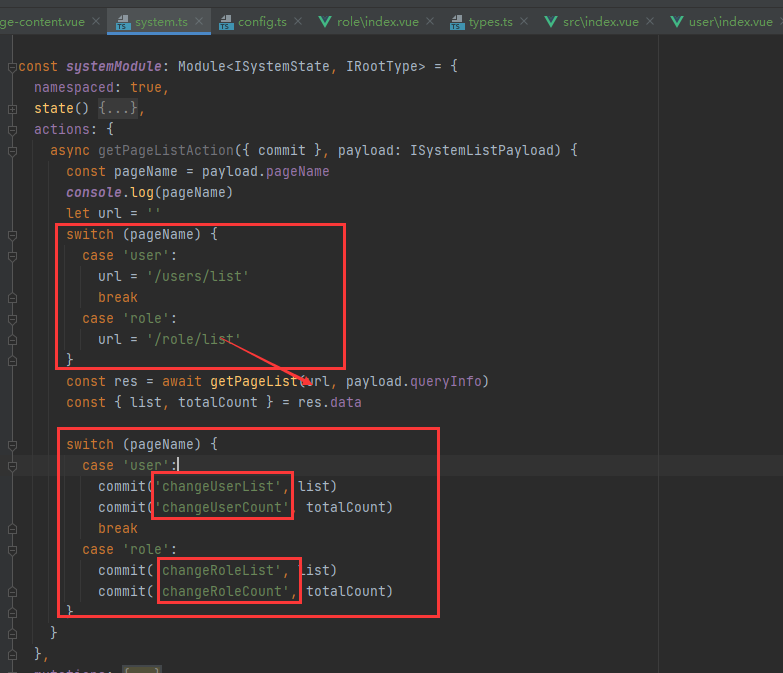 ge-content.vue × system.ts × config.ts × role\index.vue × types.ts × src\index.vue × user\index.vue
const systemModule: Module<ISystemState, IRootType> = {
namespaced: true,
state() {...},
actions: {
async getPageListAction({ commit }, payload: ISystemListPayload) {
const pageName = payload.pageName
console.log(pageName)
let url = ''
switch (pageName) {
case 'user':
url = '/users/list'
break
case 'role':
url = '/role/list'
}
const res = await getPageList(url, payload.queryInfo)
const { list, totalCount } = res.data
switch (pageName) {
case 'user':
commit('changeUserList', list)
commit('changeUserCount', totalCount)
break
case 'role':
commit('changeRoleList', list)
commit('changeRoleCount', totalCount)
}
}
},
mutations: {...}